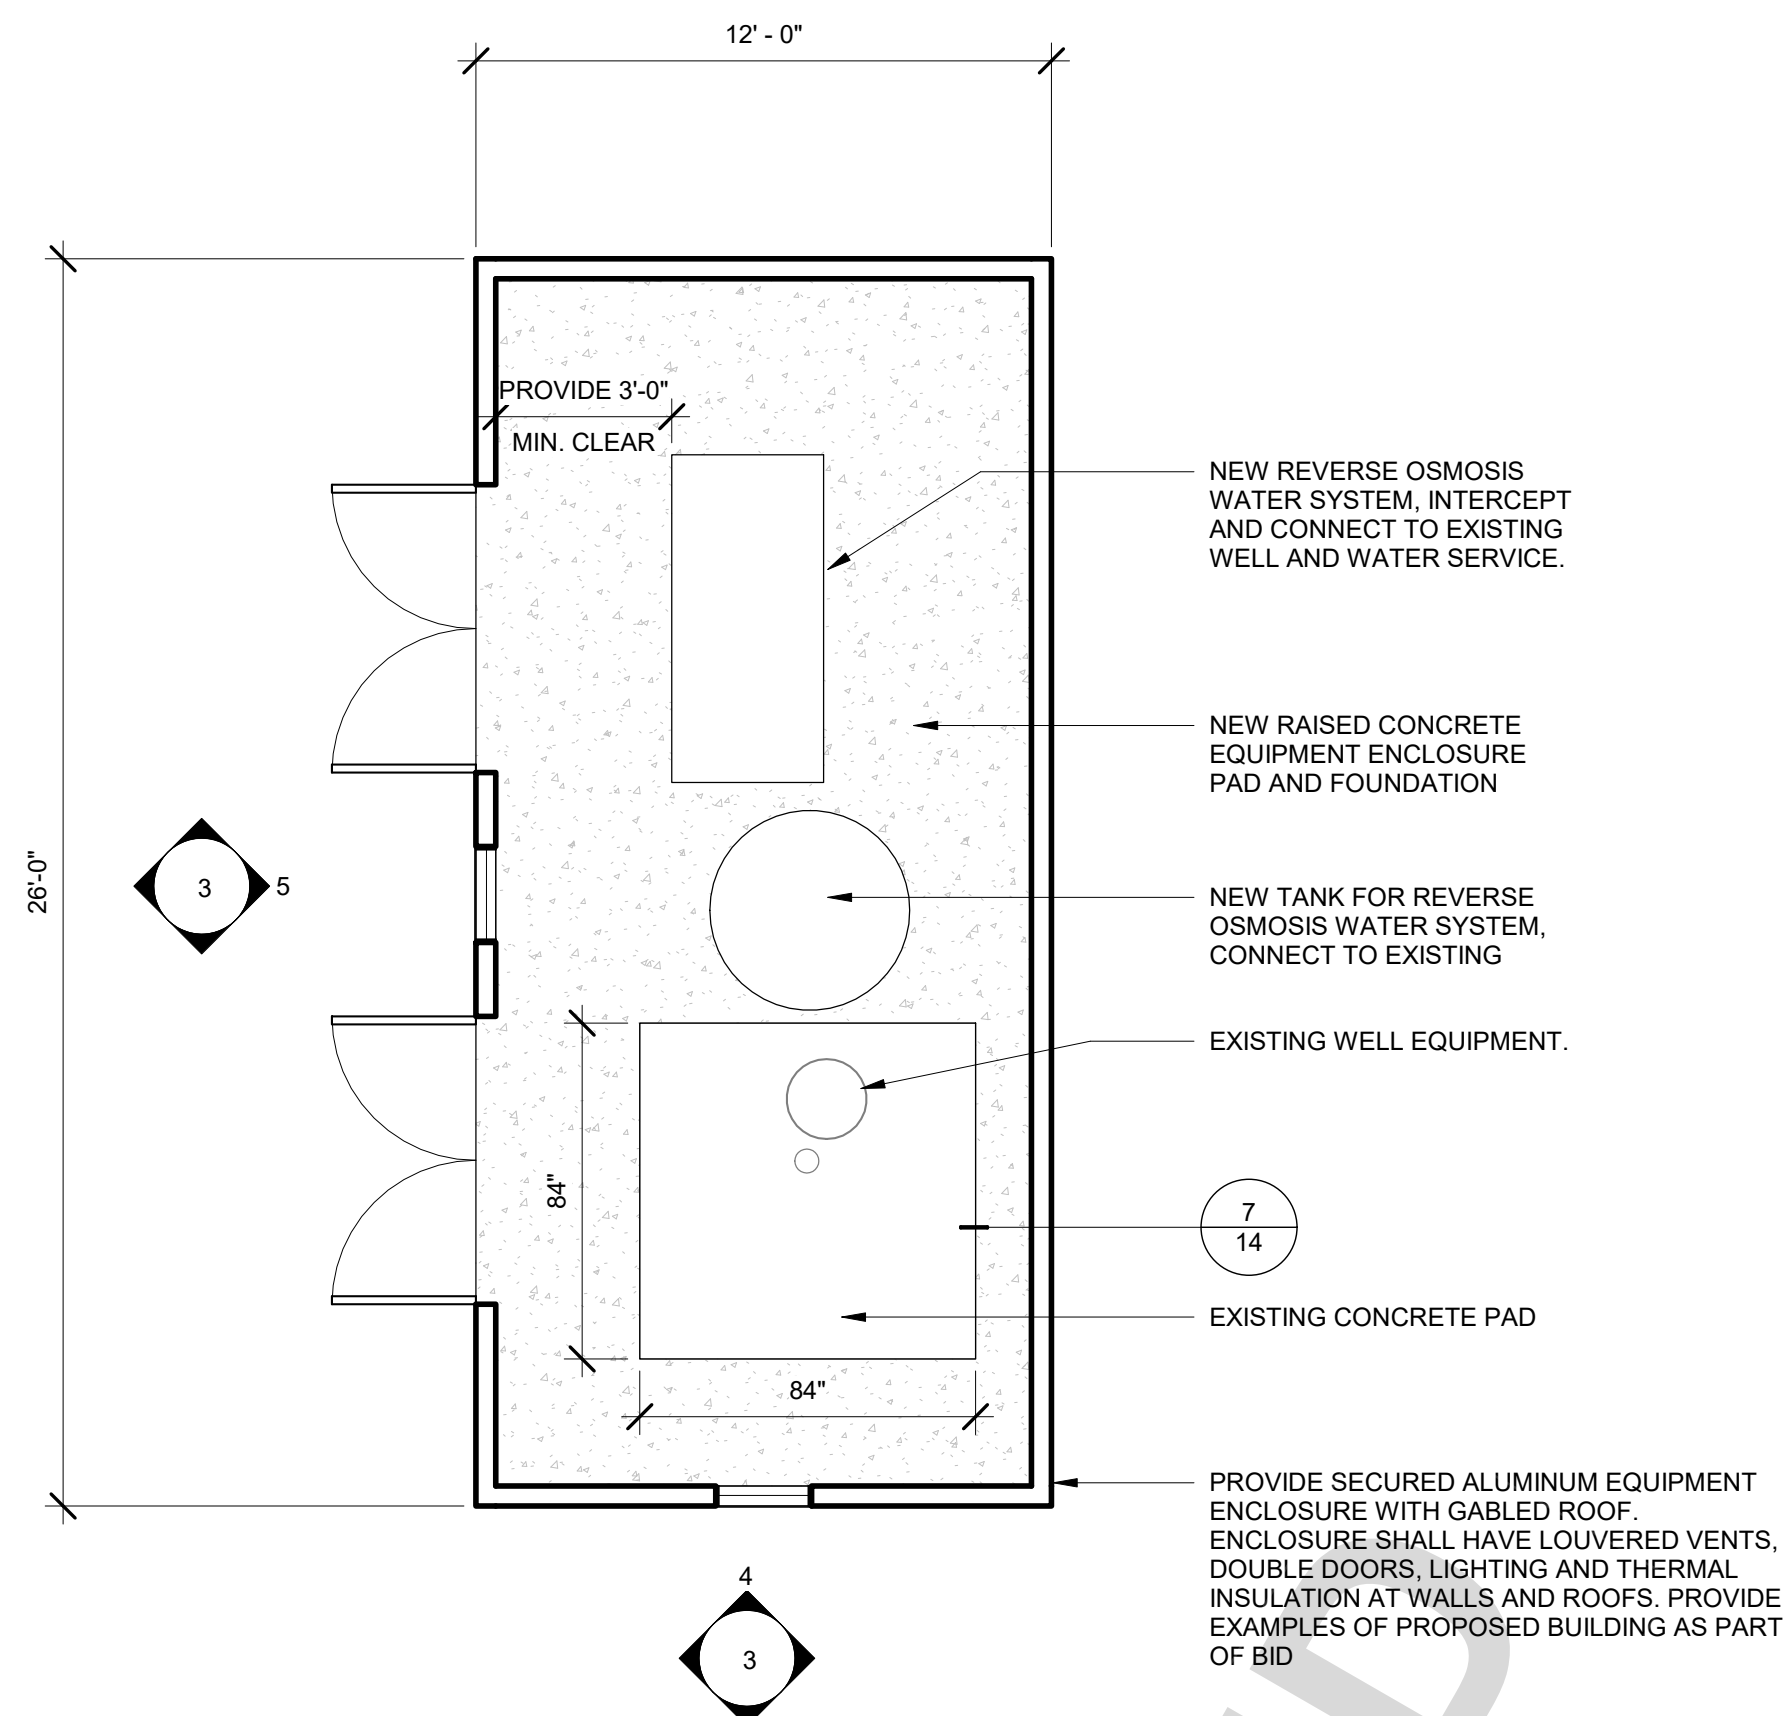 12' - 0"
PROVIDE 3'-0"
MIN. CLEAR
NEW REVERSE OSMOSIS
WATER SYSTEM, INTERCEPT
AND CONNECT TO EXISTING
WELL AND WATER SERVICE.
NEW RAISED CONCRETE
EQUIPMENT ENCLOSURE
PAD AND FOUNDATION
26'-0"
3
5
NEW TANK FOR REVERSE
OSMOSIS WATER SYSTEM,
CONNECT TO EXISTING
EXISTING WELL EQUIPMENT.
84"
7
14
EXISTING CONCRETE PAD
84"
PROVIDE SECURED ALUMINUM EQUIPMENT
ENCLOSURE WITH GABLED ROOF.
ENCLOSURE SHALL HAVE LOUVERED VENTS,
DOUBLE DOORS, LIGHTING AND THERMAL
INSULATION AT WALLS AND ROOFS. PROVIDE
EXAMPLES OF PROPOSED BUILDING AS PART
OF BID
4
3